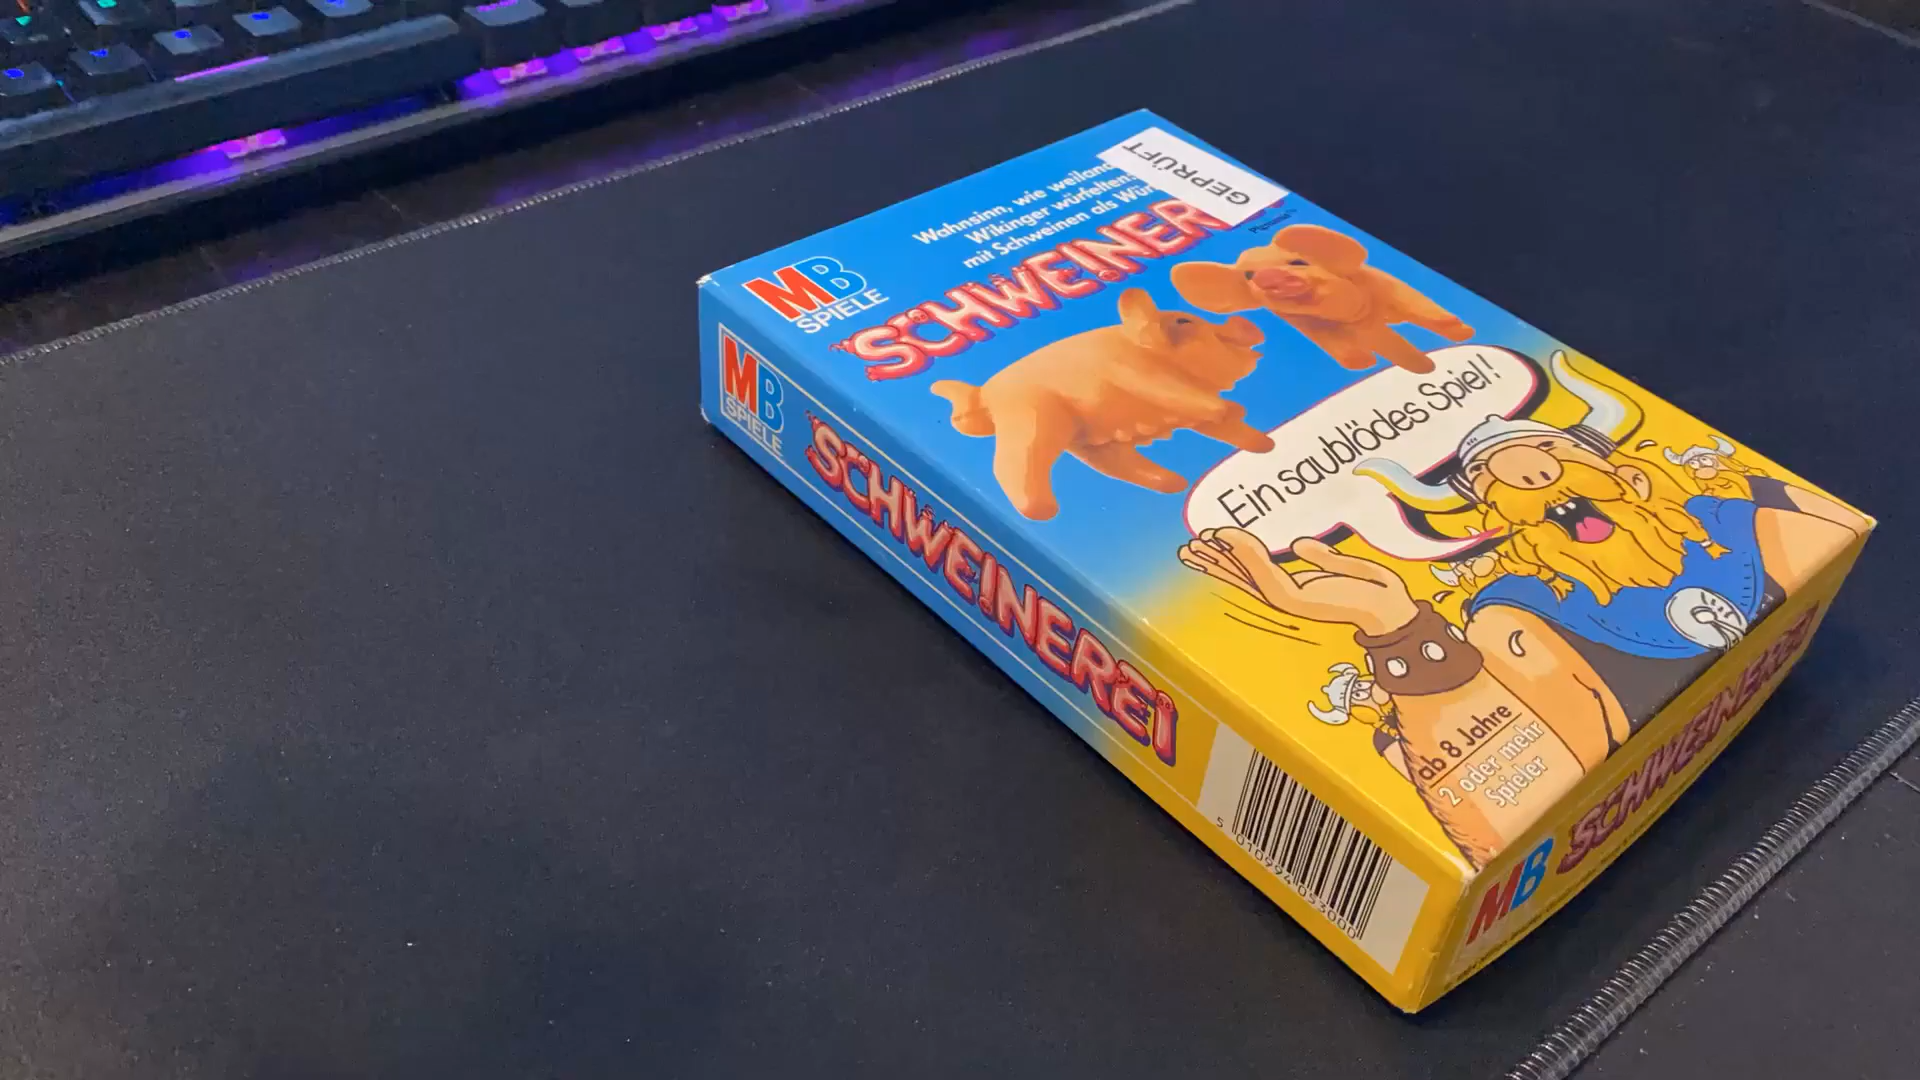 GEPRÜFT
Wahnsinn, wie weiland
Wikinger würfelten:
mit Schweinen als Wür
MB
SPIELE
SCHWEINER
Ein saublödes Spiel!
ab 8 Jahre
2 oder mehr
Spieler
MB
SPIELE
SCHWEINEREI
5 010994 053000
MB
SCHWEINEREI